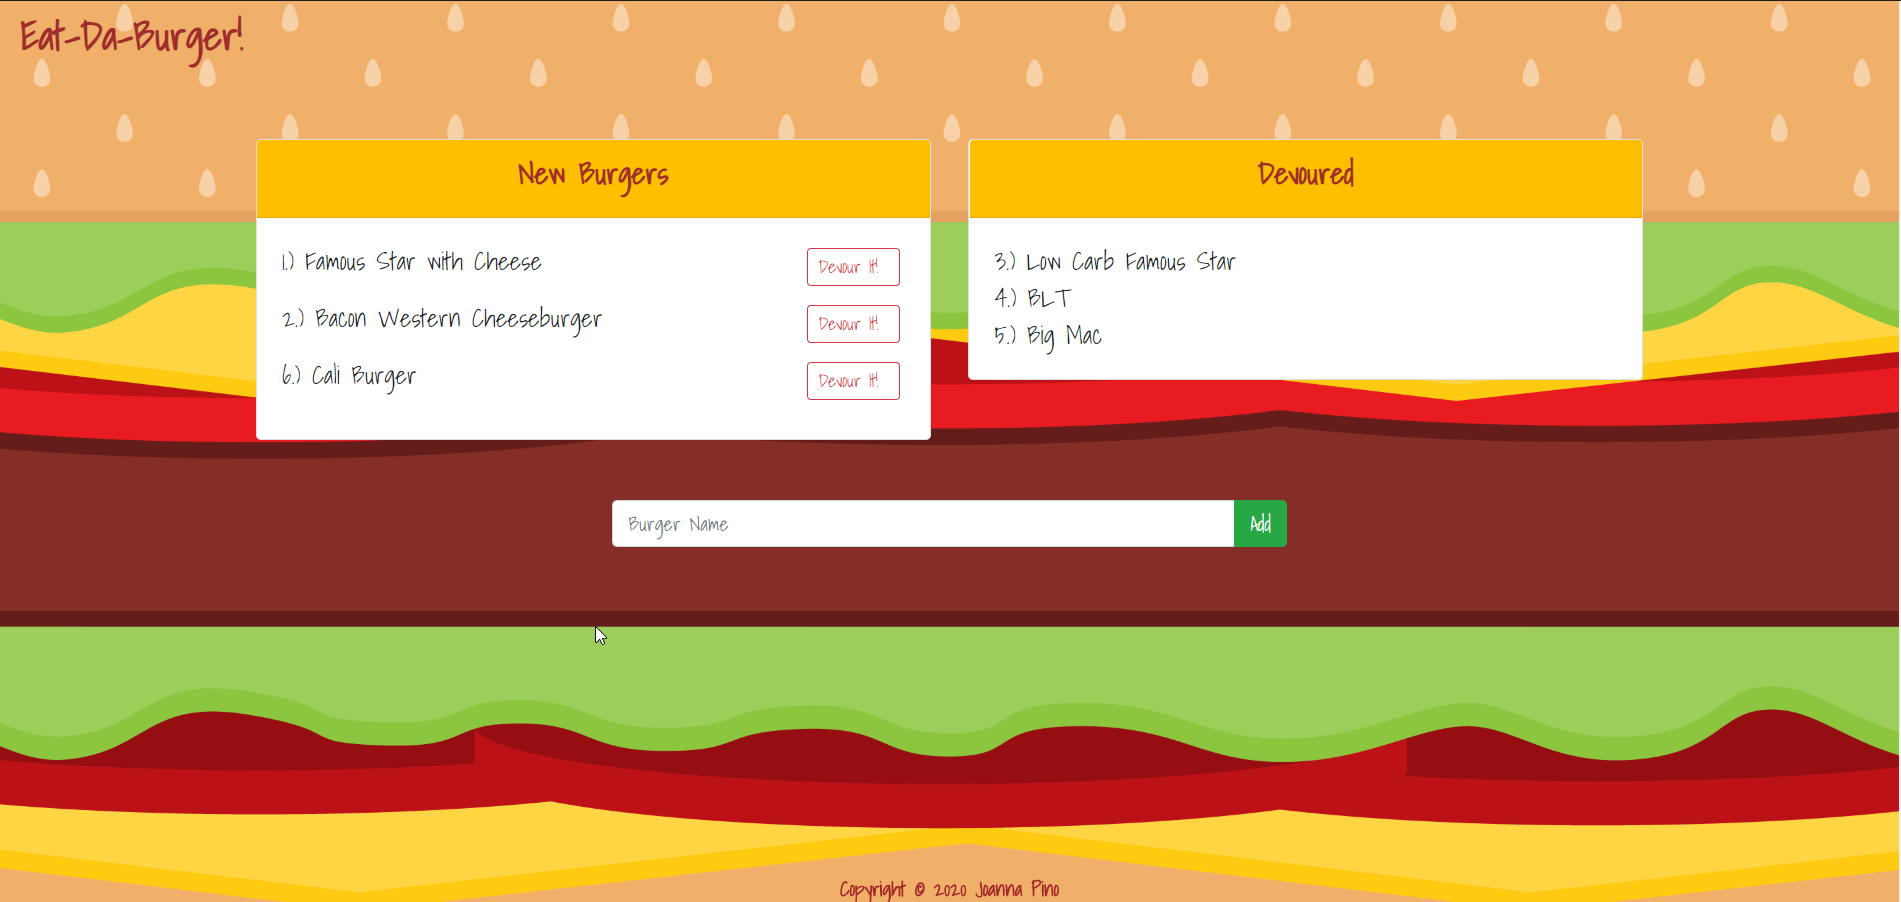 Eat-Da-Burger!
New Burgers
1.) Famous Star with Cheese
Devour It!
2.) Bacon Western Cheeseburger
Devour It!
6.) Cali Burger
Devour It!
Devoured
3.) Low Carb Famous Star
4.) BLT
5.) Big Mac
Burger Name
Add
Copyright © 2020 Joanna Pino